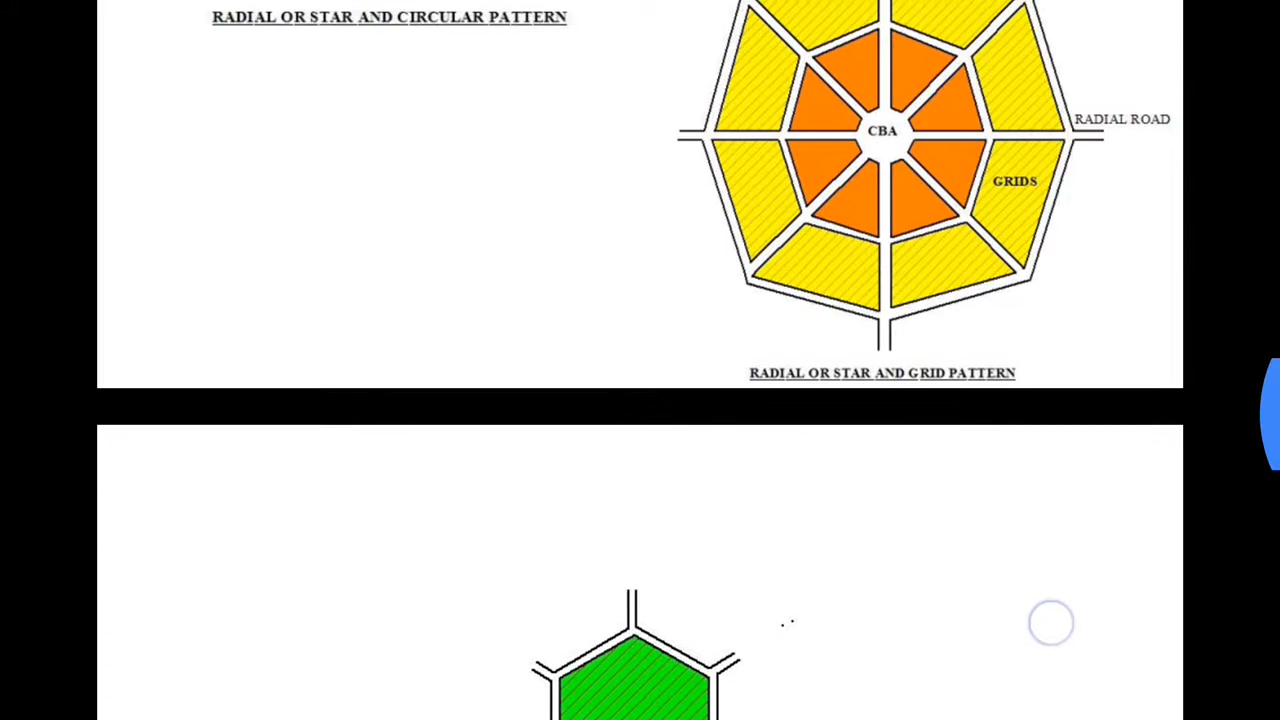 RADIAL OR STAR AND CIRCULAR PATTERN
RADIAL ROAD
CBA
GRIDS
RADIAL OR STAR AND GRID PATTERN